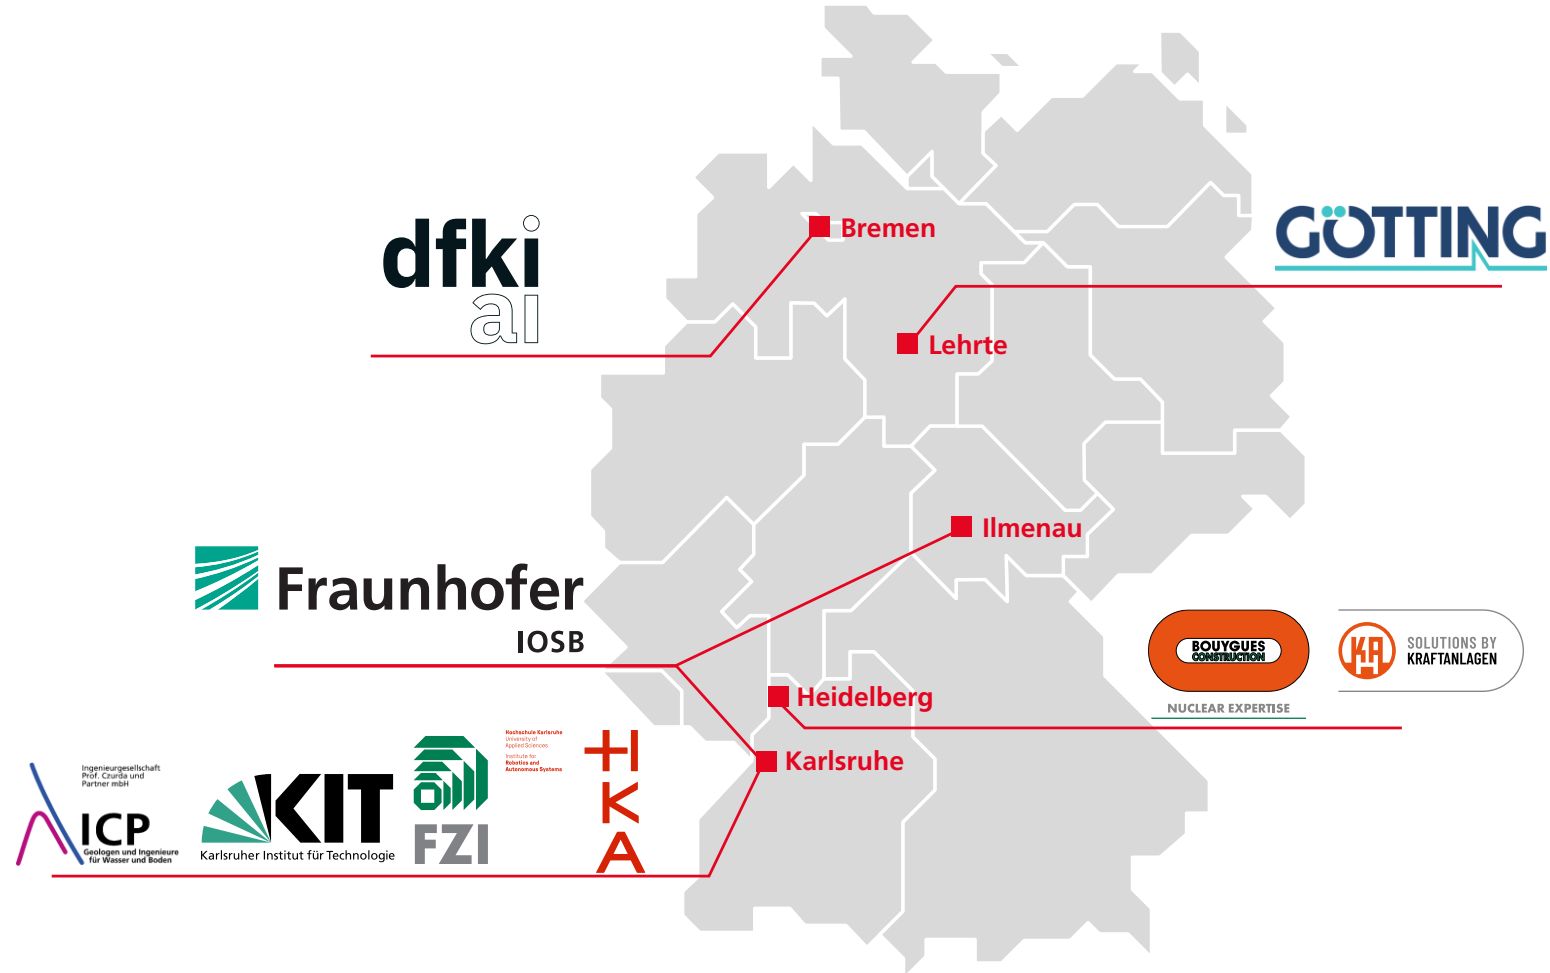 dfki
ai
Bremen
GÖTTING
Lehrte
Ilmenau
Fraunhofer
IOSB
BOUYGUES
CONSTRUCTION
NUCLEAR EXPERTISE
KA
SOLUTIONS BY
KRAFTANLAGEN
Heidelberg
Karlsruhe
Ingenieurgesellschaft
Prof. Czurda und
Partner mbH
ICP
Geologen und Ingenieure
für Wasser und Boden
KIT
Karlsruher Institut für Technologie
FZI
Hochschule Karlsruhe
University of
Applied Sciences
Institute for
Robotics and
Autonomous Systems
H
K
A